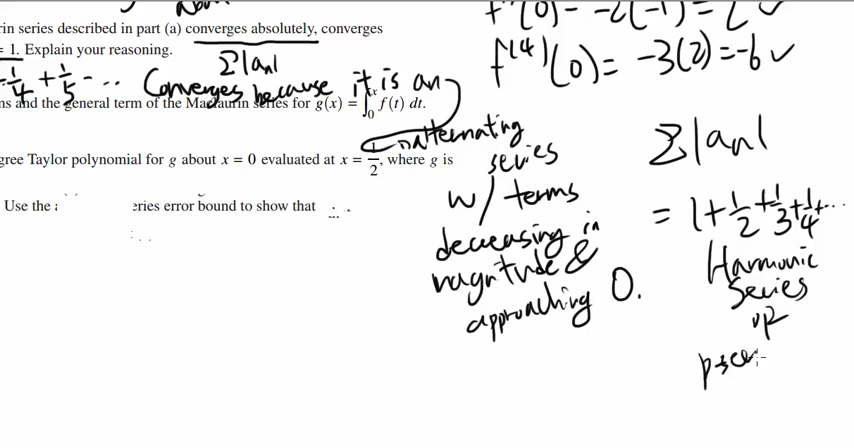 f'''(0) = -2(-1) = 2 ✓
rin series described in part (a) converges absolutely, converges
f^(4)(0) = -3(2) = -6 ✓
= 1. Explain your reasoning.
Σ|aₙ|
-1/4 + 1/5 - ... Converges because it is an
ns and the general term of the Maclaurin series for g(x) = ∫₀ˣ f(t) dt.
alternating
gree Taylor polynomial for g about x = 0 evaluated at x = 1/2, where g is
series
w/ terms
decreasing in
magnitude &
approaching 0.
Use the
eries error bound to show that
Σ|aₙ|
= 1 + 1/2 + 1/3 + 1/4 + ...
Harmonic
Series
or
pse